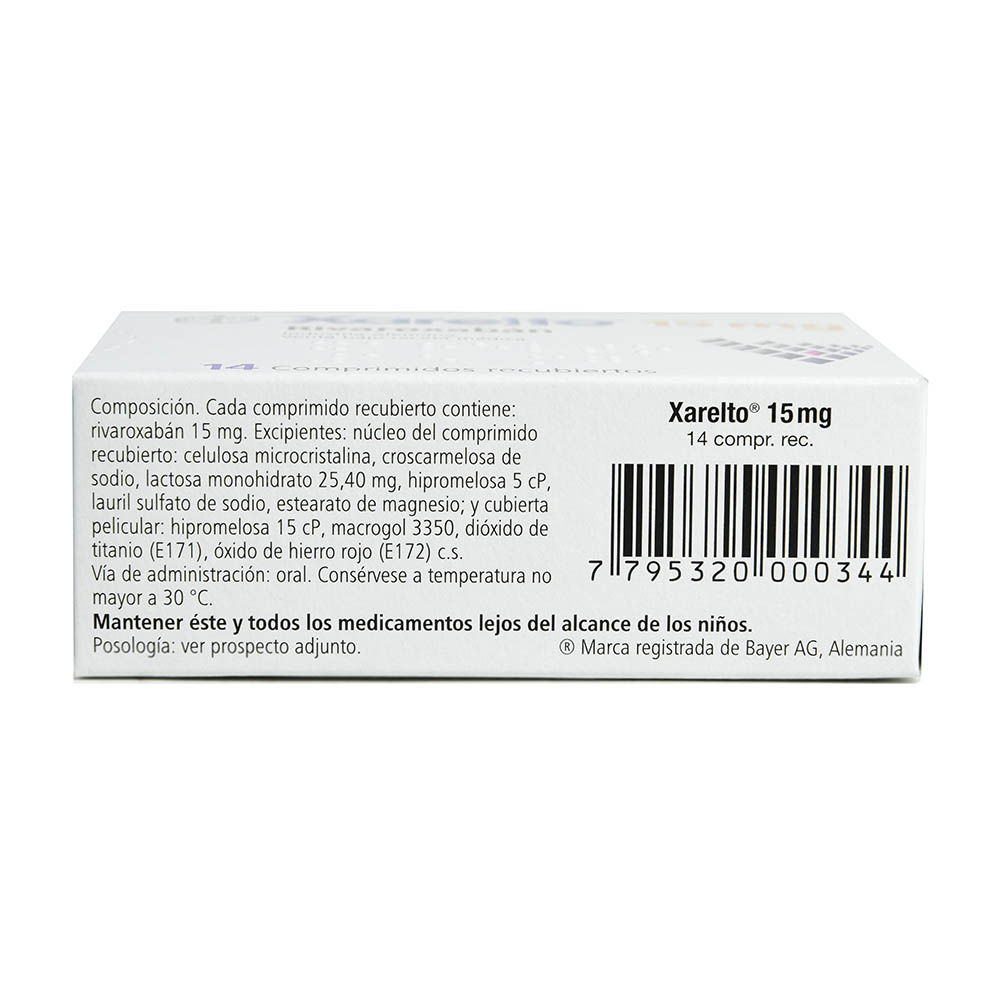 Xarelto 15 mg
Rivaroxabán
14 Comprimidos recubiertos
Composición. Cada comprimido recubierto contiene:
rivaroxabán 15 mg. Excipientes: núcleo del comprimido
recubierto: celulosa microcristalina, croscarmelosa de
sodio, lactosa monohidrato 25,40 mg, hipromelosa 5 cP,
lauril sulfato de sodio, estearato de magnesio; y cubierta
pelicular: hipromelosa 15 cP, macrogol 3350, dióxido de
titanio (E171), óxido de hierro rojo (E172) c.s.
Vía de administración: oral. Consérvese a temperatura no
mayor a 30 °C.
Mantener éste y todos los medicamentos lejos del alcance de los niños.
Posología: ver prospecto adjunto.
Xarelto® 15 mg
14 compr. rec.
7 795320 000344
® Marca registrada de Bayer AG, Alemania